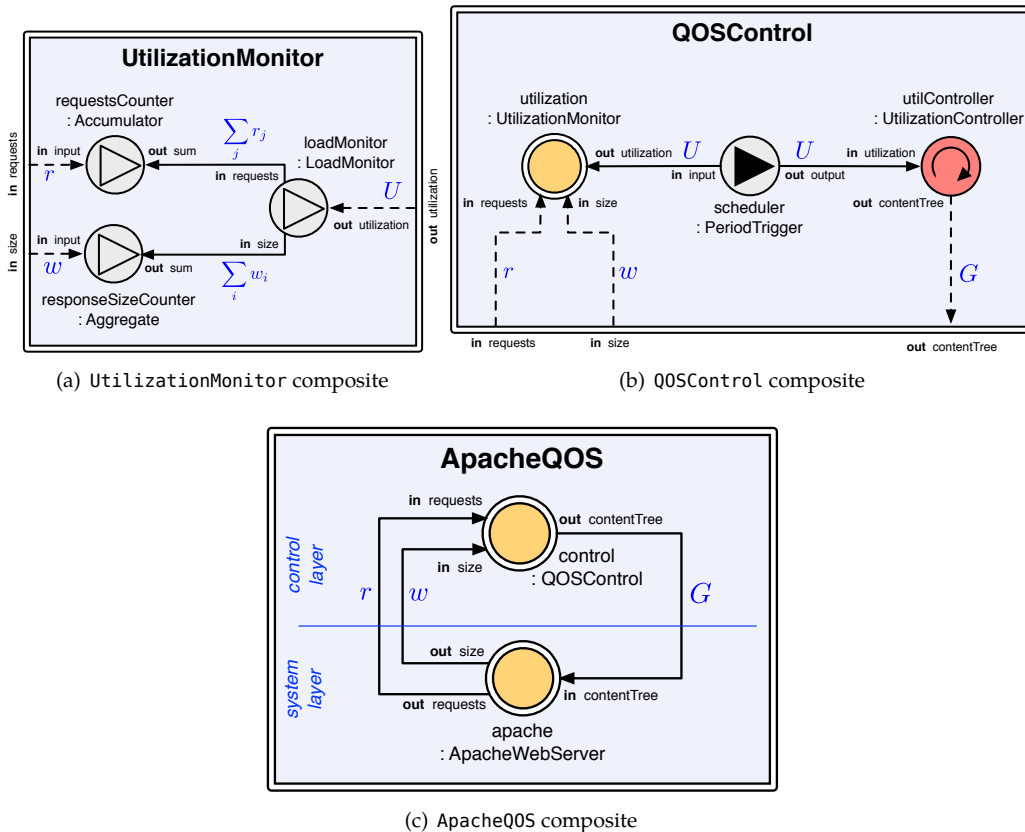 UtilizationMonitor
requestsCounter
: Accumulator
in requests
in input
r
out sum
∑ r_j
j
in requests
loadMonitor
: LoadMonitor
U
out utilization
out utilization
in size
in input
w
in size
out sum
∑ w_i
i
responseSizeCounter
: Aggregate
(a) UtilizationMonitor composite
QOSControl
utilization
: UtilizationMonitor
utilController
: UtilizationController
out utilization
U
in input
U
out output
in utilization
scheduler
: PeriodTrigger
out contentTree
in requests
in size
r
w
G
in requests
in size
out contentTree
(b) QOSControl composite
ApacheQOS
in requests
out contentTree
in size
control
: QOSControl
control
layer
r
w
G
system
layer
out size
out requests
in contentTree
apache
: ApacheWebServer
(c) ApacheQOS composite